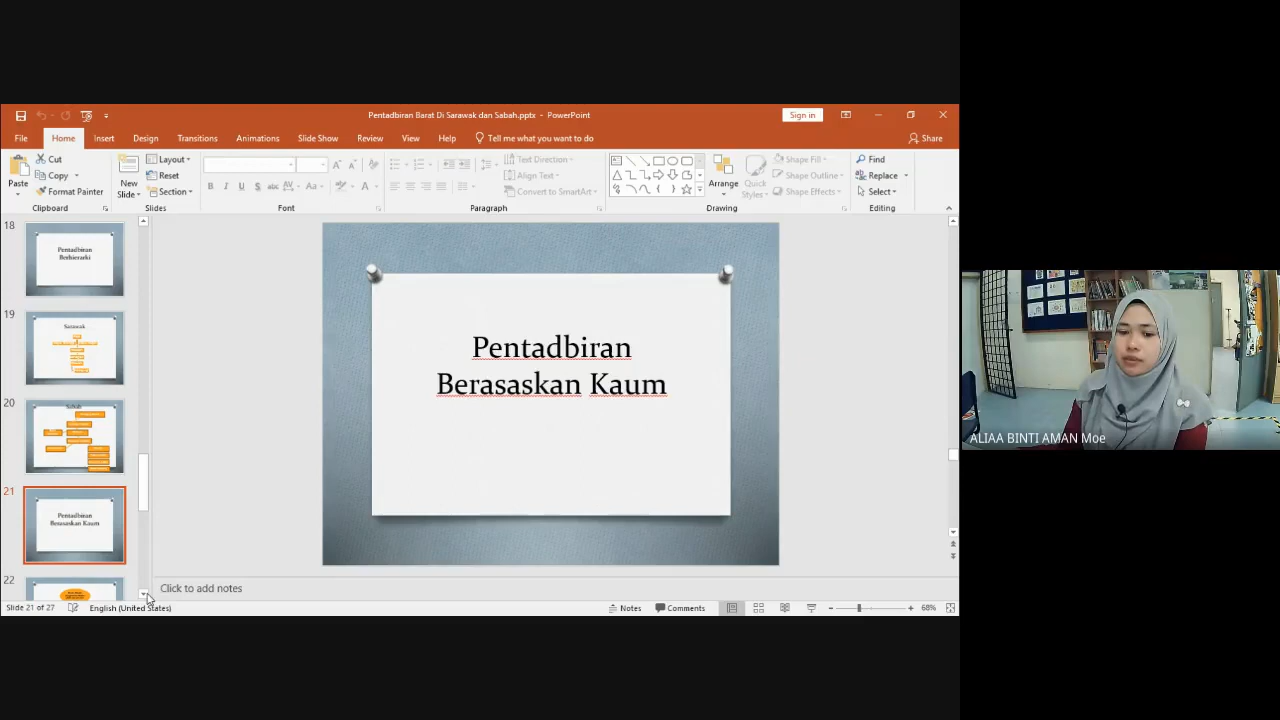 Pentadbiran Barat Di Sarawak dan Sabah.pptx - PowerPoint
Sign in
File Home Insert Design Transitions Animations Slide Show Review View Help Tell me what you want to do Share
Paste
Cut
Copy
Format Painter
Clipboard
New Slide
Layout
Reset
Section
Slides
B I U S abc AV Aa A
Font
Text Direction
Align Text
Convert to SmartArt
Paragraph
Arrange
Quick Styles
Shape Fill
Shape Outline
Shape Effects
Drawing
Find
Replace
Select
Editing
18
Pentadbiran
Berhierarki
19
Sarawak
20
Sabah
21
Pentadbiran
Berasaskan Kaum
22
Pentadbiran
Berasaskan Kaum
Click to add notes
Slide 21 of 27 English (United States) Notes Comments 68%
ALIAA BINTI AMAN Moe